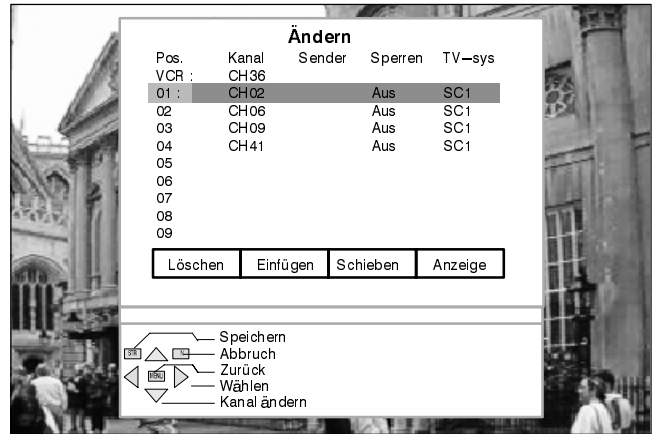 Ändern
Pos. Kanal Sender Sperren TV–sys
VCR : CH36
01 : CH02 Aus SC1
02 CH06 Aus SC1
03 CH09 Aus SC1
04 CH41 Aus SC1
05
06
07
08
09
Löschen Einfügen Schieben Anzeige
Speichern
STR N Abbruch
Zurück
MENU
Wählen
Kanal ändern